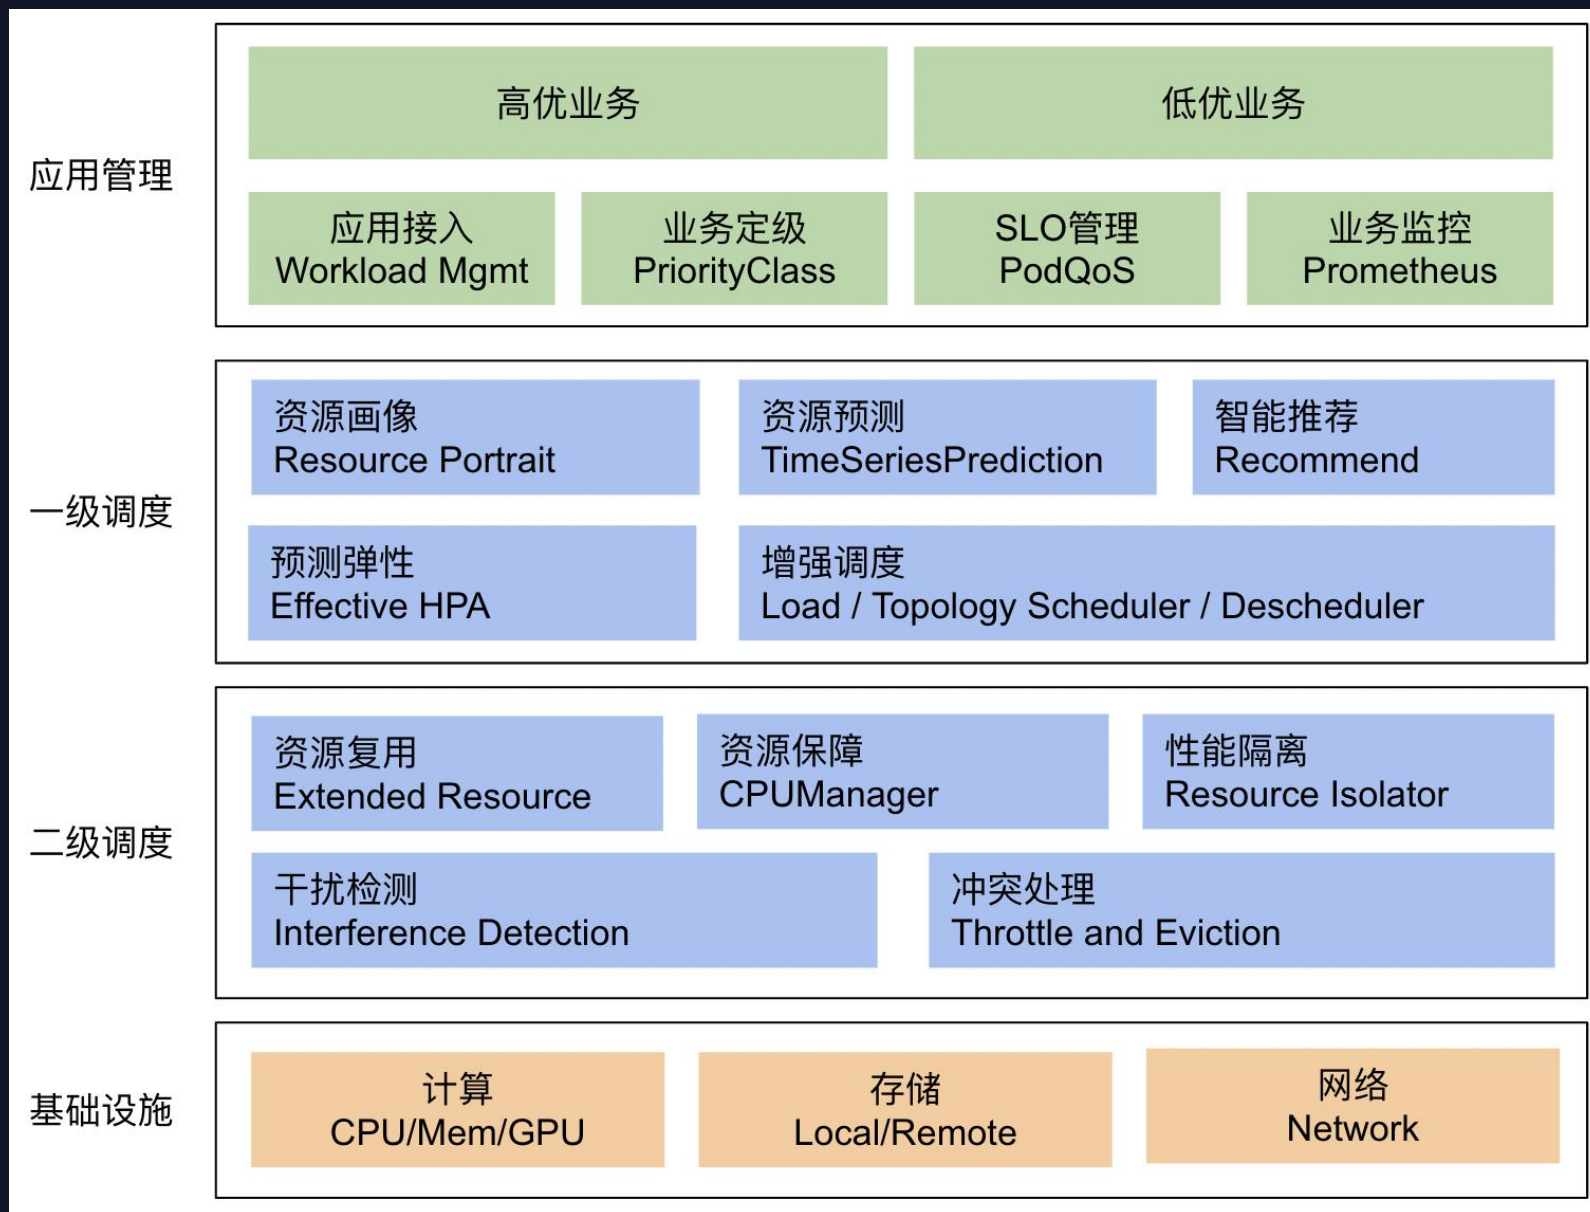 应用管理
高优业务
低优业务
应用接入
Workload Mgmt
业务定级
PriorityClass
SLO管理
PodQoS
业务监控
Prometheus
一级调度
资源画像
Resource Portrait
资源预测
TimeSeriesPrediction
智能推荐
Recommend
预测弹性
Effective HPA
增强调度
Load / Topology Scheduler / Descheduler
二级调度
资源复用
Extended Resource
资源保障
CPUManager
性能隔离
Resource Isolator
干扰检测
Interference Detection
冲突处理
Throttle and Eviction
基础设施
计算
CPU/Mem/GPU
存储
Local/Remote
网络
Network